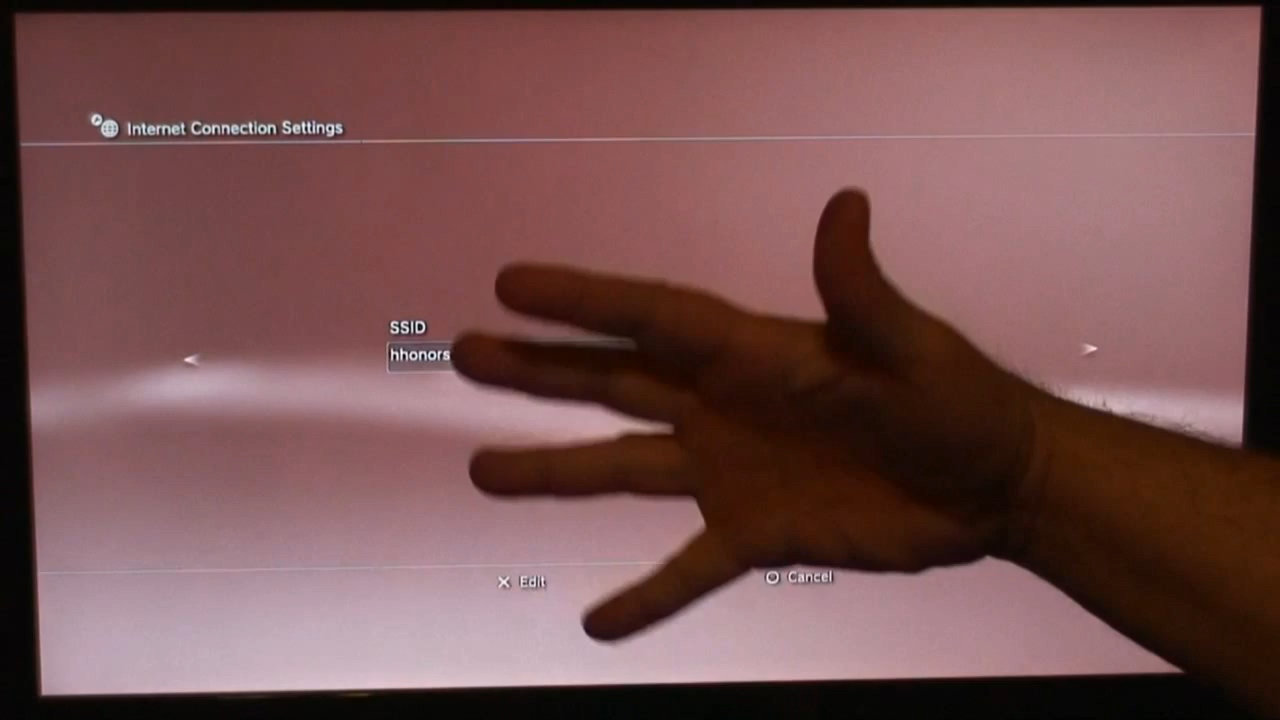 Internet Connection Settings
SSID
hhonors
Edit
Cancel